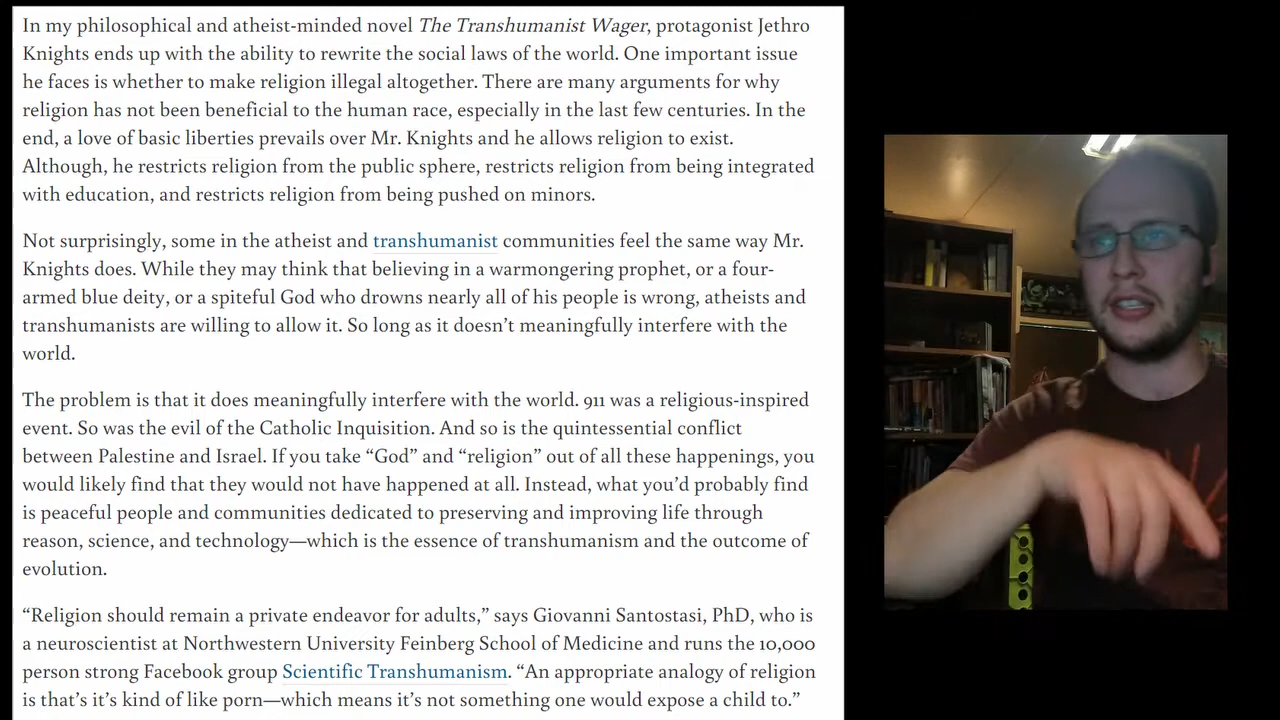 In my philosophical and atheist-minded novel The Transhumanist Wager, protagonist Jethro
Knights ends up with the ability to rewrite the social laws of the world. One important issue
he faces is whether to make religion illegal altogether. There are many arguments for why
religion has not been beneficial to the human race, especially in the last few centuries. In the
end, a love of basic liberties prevails over Mr. Knights and he allows religion to exist.
Although, he restricts religion from the public sphere, restricts religion from being integrated
with education, and restricts religion from being pushed on minors.
Not surprisingly, some in the atheist and transhumanist communities feel the same way Mr.
Knights does. While they may think that believing in a warmongering prophet, or a four-
armed blue deity, or a spiteful God who drowns nearly all of his people is wrong, atheists and
transhumanists are willing to allow it. So long as it doesn’t meaningfully interfere with the
world.
The problem is that it does meaningfully interfere with the world. 911 was a religious-inspired
event. So was the evil of the Catholic Inquisition. And so is the quintessential conflict
between Palestine and Israel. If you take “God” and “religion” out of all these happenings, you
would likely find that they would not have happened at all. Instead, what you’d probably find
is peaceful people and communities dedicated to preserving and improving life through
reason, science, and technology—which is the essence of transhumanism and the outcome of
evolution.
“Religion should remain a private endeavor for adults,” says Giovanni Santostasi, PhD, who is
a neuroscientist at Northwestern University Feinberg School of Medicine and runs the 10,000
person strong Facebook group Scientific Transhumanism. “An appropriate analogy of religion
is that’s it’s kind of like porn—which means it’s not something one would expose a child to.”